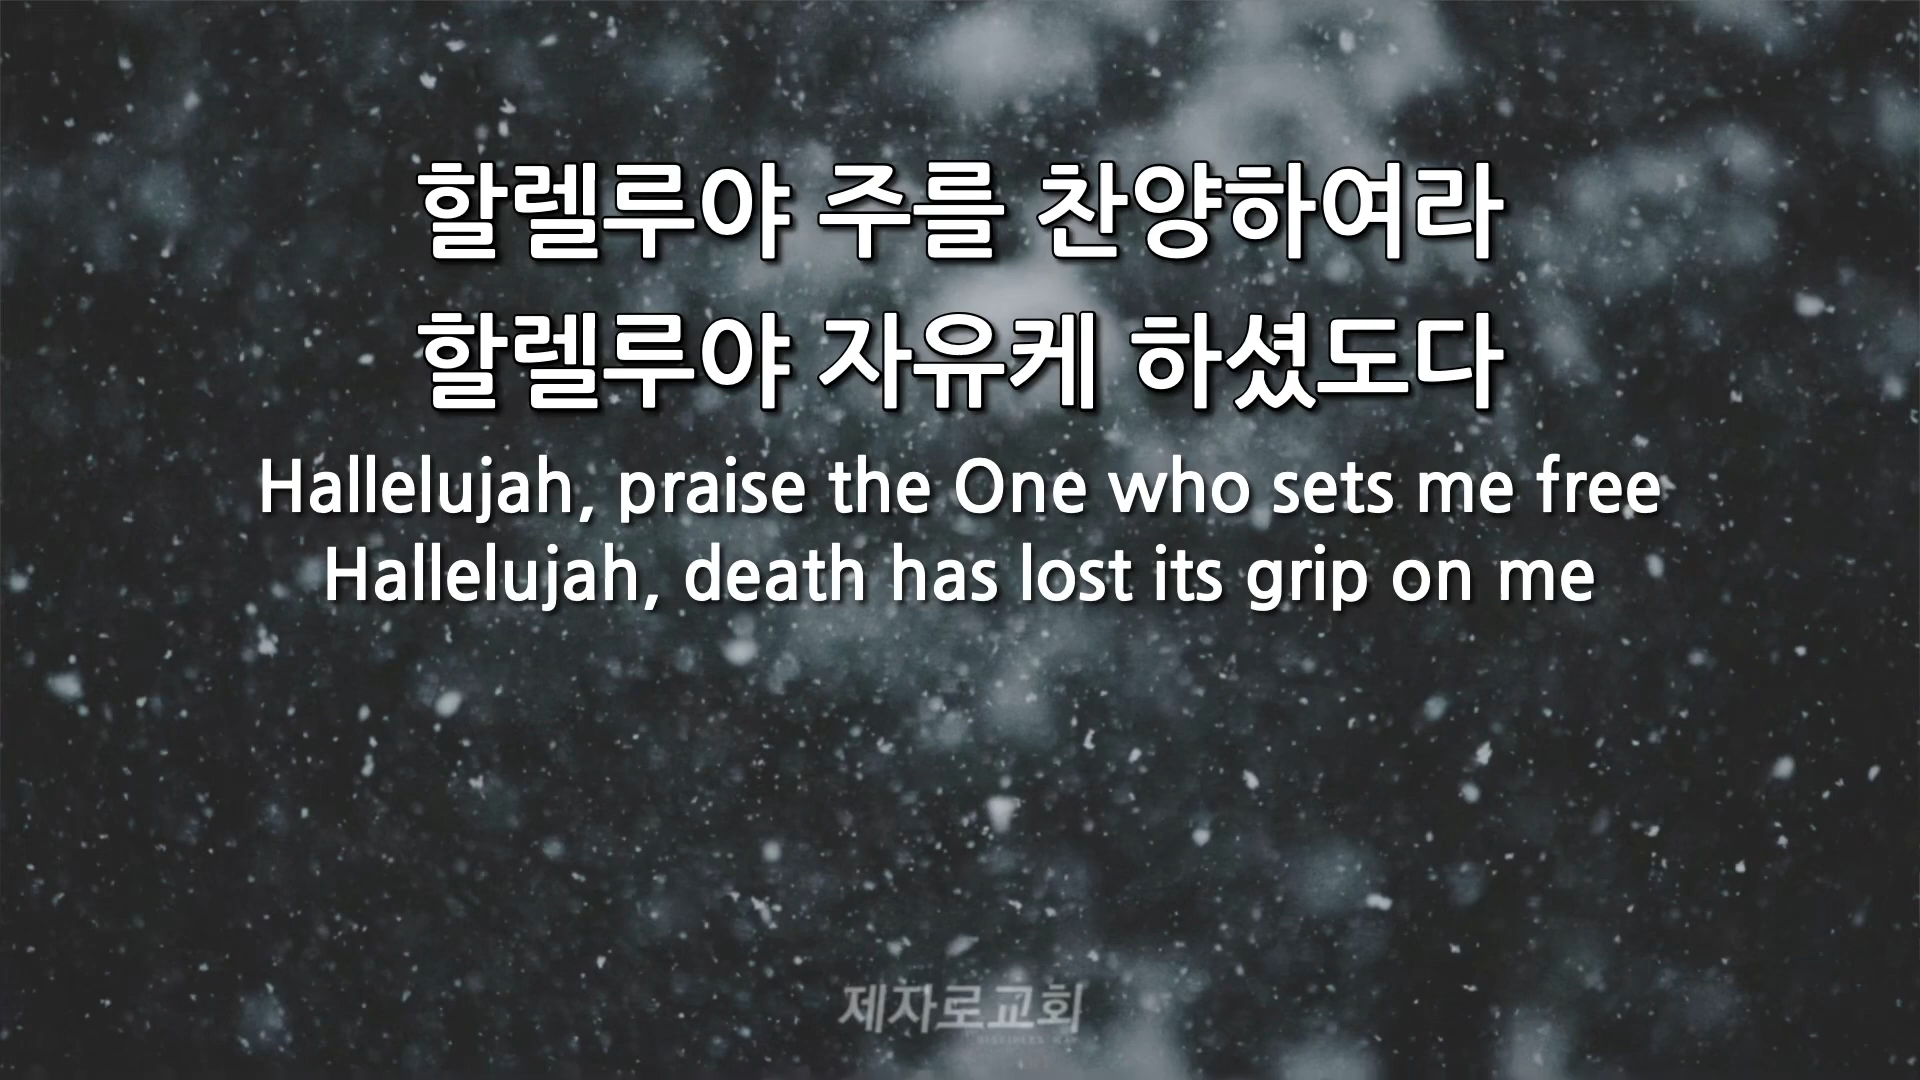 할렐루야 주를 찬양하여라
할렐루야 자유케 하셨도다
Hallelujah, praise the One who sets me free
Hallelujah, death has lost its grip on me
제자로교회